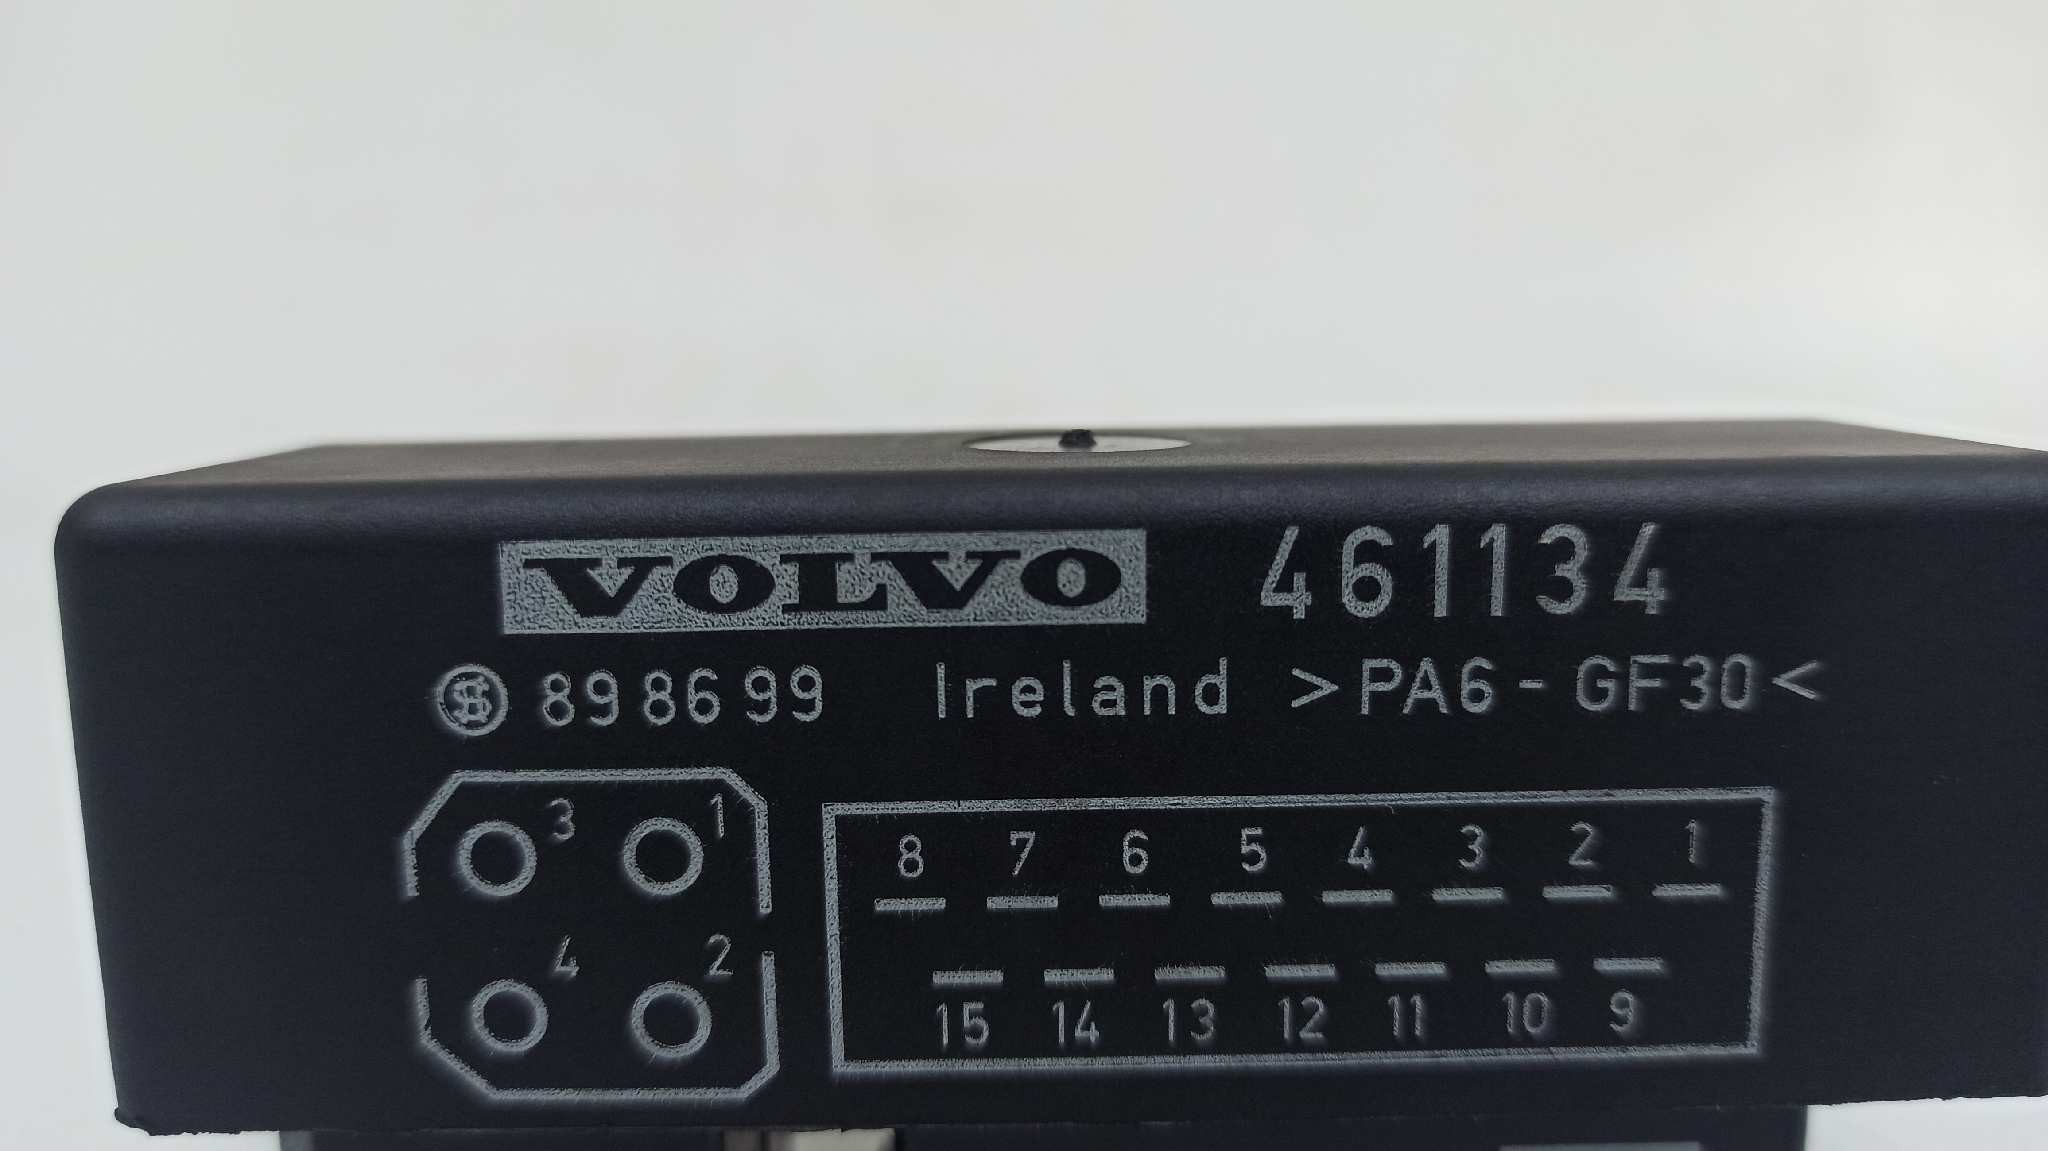 VOLVO 461134
898699 Ireland >PA6-GF30<
3 1
8 7 6 5 4 3 2 1
4 2
15 14 13 12 11 10 9